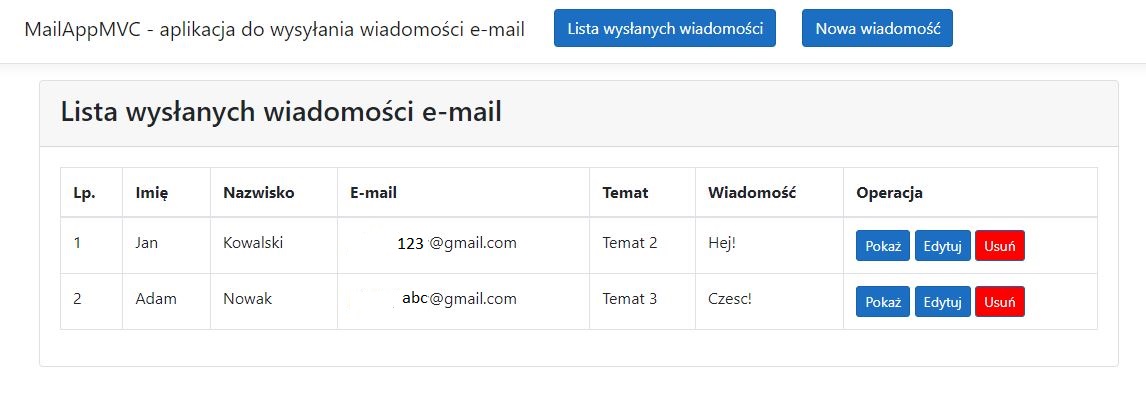 MailAppMVC - aplikacja do wysyłania wiadomości e-mail Lista wysłanych wiadomości Nowa wiadomość
Lista wysłanych wiadomości e-mail
Lp. Imię Nazwisko E-mail Temat Wiadomość Operacja
1 Jan Kowalski 123 @gmail.com Temat 2 Hej! Pokaż Edytuj Usuń
2 Adam Nowak abc@gmail.com Temat 3 Czesc! Pokaż Edytuj Usuń